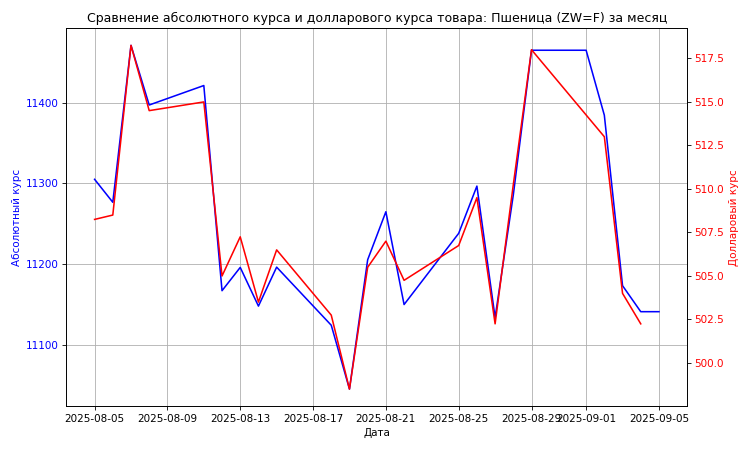 Сравнение абсолютного курса и долларового курса товара: Пшеница (ZW=F) за месяц
Абсолютный курс
11400
11300
11200
11100
517.5
515.0
512.5
510.0
507.5
505.0
502.5
500.0
Долларовый курс
2025-08-05 2025-08-09 2025-08-13 2025-08-17 2025-08-21 2025-08-25 2025-08-29 2025-09-01 2025-09-05
Дата